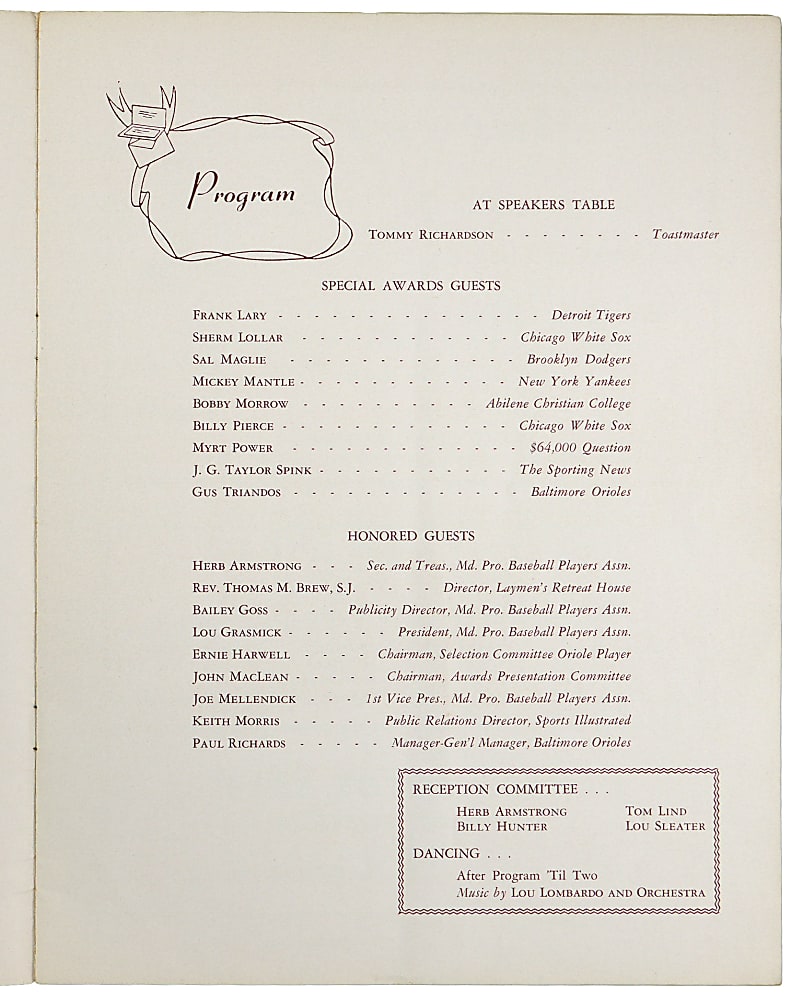 Program
AT SPEAKERS TABLE
TOMMY RICHARDSON - - - - - - - - Toastmaster
SPECIAL AWARDS GUESTS
FRANK LARY - - - - - - - - - - - - - - - Detroit Tigers
SHERM LOLLAR - - - - - - - - - - - - Chicago White Sox
SAL MAGLIE - - - - - - - - - - - - - Brooklyn Dodgers
MICKEY MANTLE - - - - - - - - - - - - New York Yankees
BOBBY MORROW - - - - - - - - - - Abilene Christian College
BILLY PIERCE - - - - - - - - - - - - - Chicago White Sox
MYRT POWER - - - - - - - - - - - - - $64,000 Question
J. G. TAYLOR SPINK - - - - - - - - - - - The Sporting News
GUS TRIANDOS - - - - - - - - - - - - - Baltimore Orioles
HONORED GUESTS
HERB ARMSTRONG - - - Sec. and Treas., Md. Pro. Baseball Players Assn.
REV. THOMAS M. BREW, S.J. - - - - Director, Laymen's Retreat House
BAILEY GOSS - - - - Publicity Director, Md. Pro. Baseball Players Assn.
LOU GRASMICK - - - - - - President, Md. Pro. Baseball Players Assn.
ERNIE HARWELL - - - - Chairman, Selection Committee Oriole Player
JOHN MACLEAN - - - - - Chairman, Awards Presentation Committee
JOE MELLENDICK - - - 1st Vice Pres., Md. Pro. Baseball Players Assn.
KEITH MORRIS - - - - - Public Relations Director, Sports Illustrated
PAUL RICHARDS - - - - - Manager-Gen'l Manager, Baltimore Orioles
RECEPTION COMMITTEE . . .
HERB ARMSTRONG TOM LIND
BILLY HUNTER LOU SLEATER
DANCING . . .
After Program 'Til Two
Music by LOU LOMBARDO AND ORCHESTRA